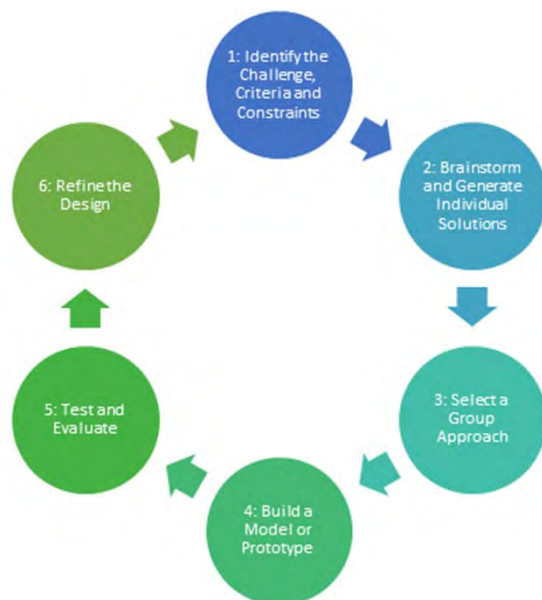 1: Identify the
Challenge,
Criteria and
Constraints
2: Brainstorm
and Generate
Individual
Solutions
3: Select a
Group
Approach
4: Build a
Model or
Prototype
5: Test and
Evaluate
6: Refine the
Design